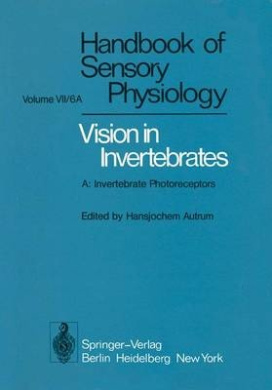 Handbook of
Sensory
Physiology
Volume VII/6A
Vision in
Invertebrates
A: Invertebrate Photoreceptors
Edited by Hansjochem Autrum
Springer-Verlag
Berlin Heidelberg New York